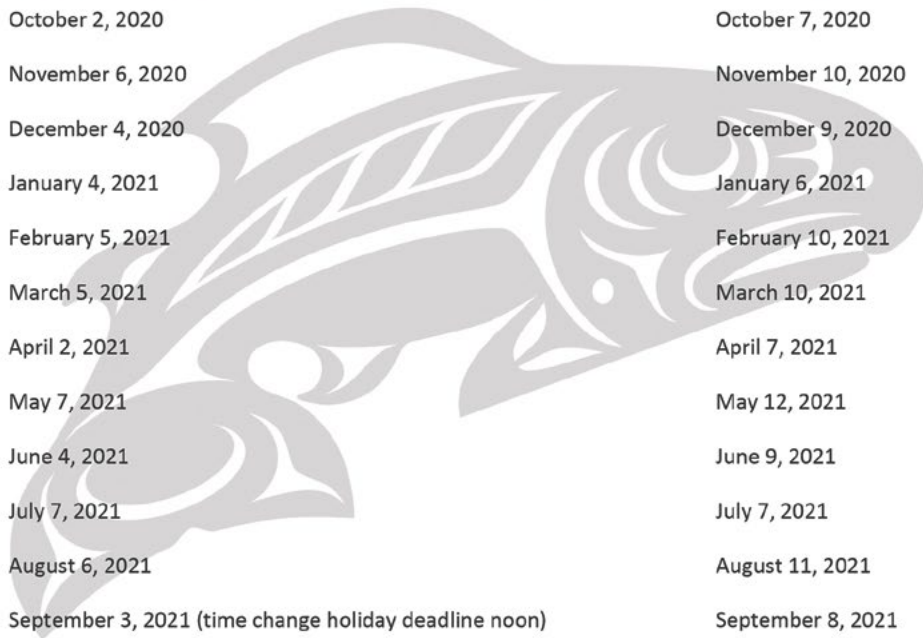 October 2, 2020 October 7, 2020
November 6, 2020 November 10, 2020
December 4, 2020 December 9, 2020
January 4, 2021 January 6, 2021
February 5, 2021 February 10, 2021
March 5, 2021 March 10, 2021
April 2, 2021 April 7, 2021
May 7, 2021 May 12, 2021
June 4, 2021 June 9, 2021
July 7, 2021 July 7, 2021
August 6, 2021 August 11, 2021
September 3, 2021 (time change holiday deadline noon) September 8, 2021